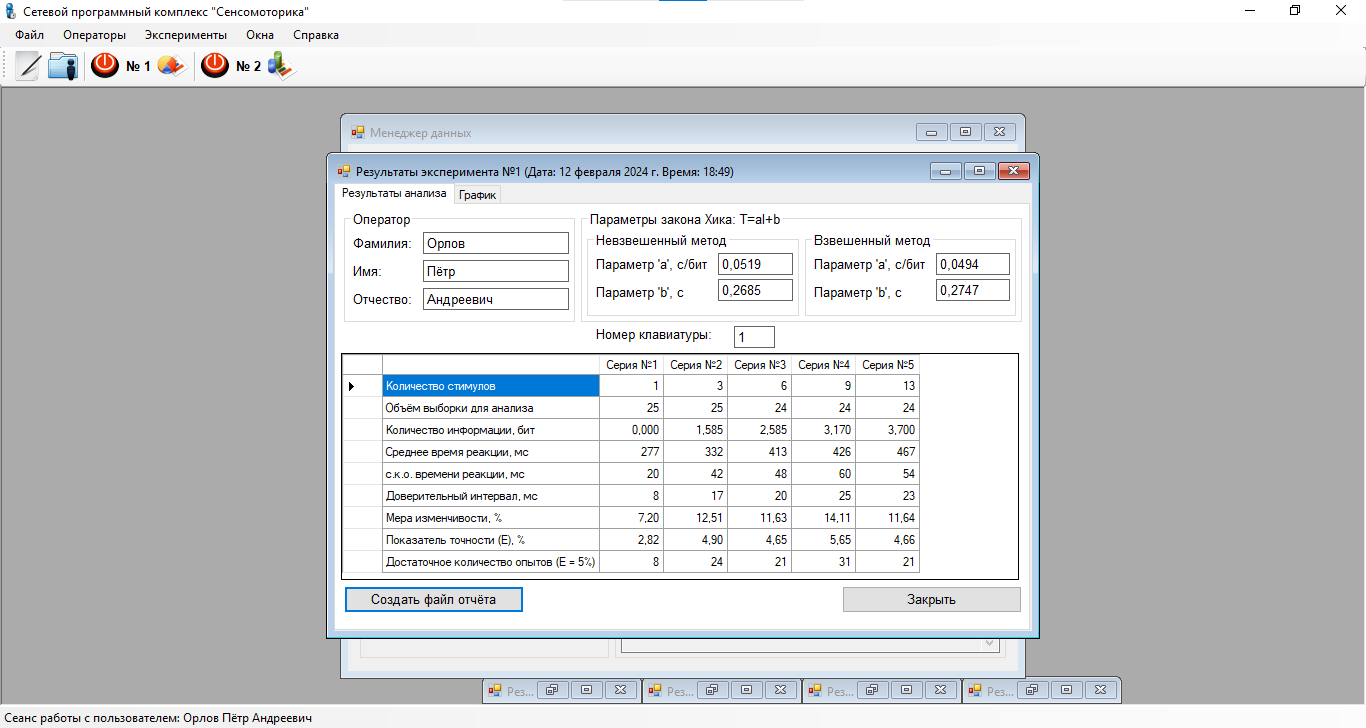 Сетевой программный комплекс "Сенсомоторика"
Файл Операторы Эксперименты Окна Справка
№ 1 № 2
Менеджер данных
Результаты эксперимента №1 (Дата: 12 февраля 2024 г. Время: 18:49)
Результаты анализа График
Оператор
Фамилия: Орлов
Имя: Пётр
Отчество: Андреевич
Параметры закона Хика: T=aI+b
Невзвешенный метод
Параметр 'a', с/бит 0,0519
Параметр 'b', с 0,2685
Взвешенный метод
Параметр 'a', с/бит 0,0494
Параметр 'b', с 0,2747
Номер клавиатуры: 1
Серия №1 Серия №2 Серия №3 Серия №4 Серия №5
Количество стимулов 1 3 6 9 13
Объём выборки для анализа 25 25 24 24 24
Количество информации, бит 0,000 1,585 2,585 3,170 3,700
Среднее время реакции, мс 277 332 413 426 467
с.к.о. времени реакции, мс 20 42 48 60 54
Доверительный интервал, мс 8 17 20 25 23
Мера изменчивости, % 7,20 12,51 11,63 14,11 11,64
Показатель точности (E), % 2,82 4,90 4,65 5,65 4,66
Достаточное количество опытов (E = 5%) 8 24 21 31 21
Создать файл отчёта Закрыть
Рез... Рез... Рез... Рез...
Сеанс работы с пользователем: Орлов Пётр Андреевич